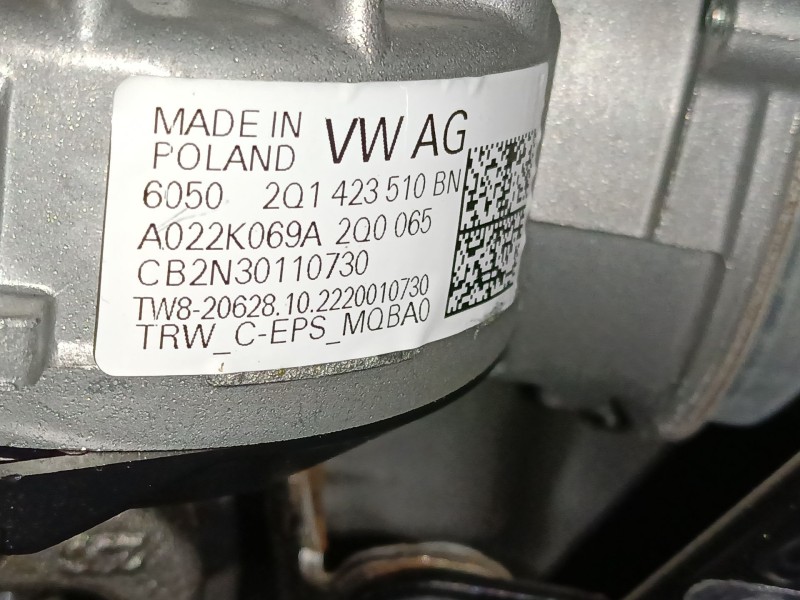 MADE IN VW AG
POLAND
6050 2Q1 423 510 BN
A022K069A 2Q0 065
CB2N30110730
TW8-20628.10.2220010730
TRW_C-EPS_MQBA0